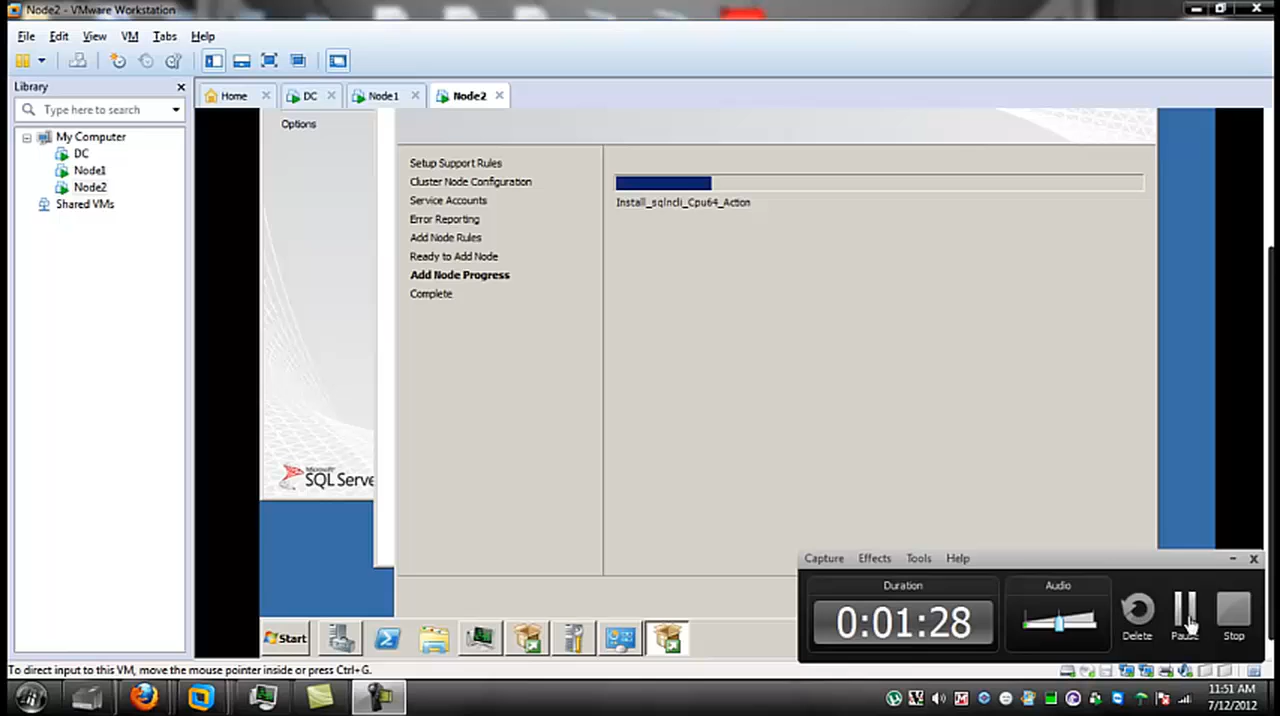 Node2 - VMware Workstation
File Edit View VM Tabs Help
Library
Home
DC
Node1
Node2
Type here to search
My Computer
DC
Node1
Node2
Shared VMs
Options
Setup Support Rules
Cluster Node Configuration
Service Accounts
Error Reporting
Add Node Rules
Ready to Add Node
Add Node Progress
Complete
Install_sqlncli_Cpu64_Action
Microsoft
SQL Serve
Capture Effects Tools Help
Duration
0:01:28
Audio
Delete
Pause
Stop
Start
To direct input to this VM, move the mouse pointer inside or press Ctrl+G.
11:51 AM
7/12/2012